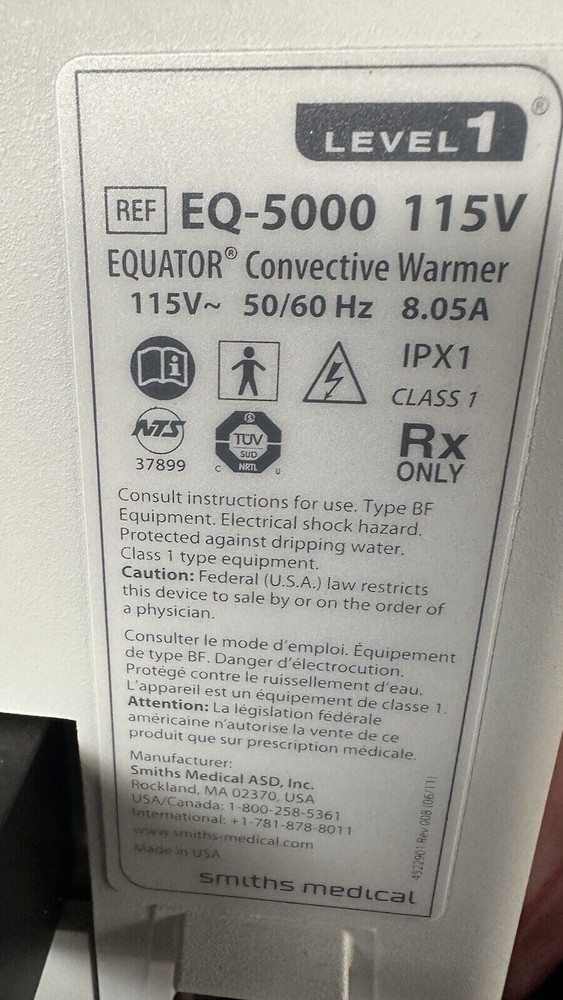 LEVEL 1 ®
REF EQ-5000 115V
EQUATOR® Convective Warmer
115V~ 50/60 Hz 8.05A
IPX1
CLASS 1
NTS
37899
TÜV
SUD
C NRTL U
Rx
ONLY
Consult instructions for use. Type BF
Equipment. Electrical shock hazard.
Protected against dripping water.
Class 1 type equipment.
Caution: Federal (U.S.A.) law restricts
this device to sale by or on the order of
a physician.
Consulter le mode d'emploi. Équipement
de type BF. Danger d'électrocution.
Protégé contre le ruissellement d'eau.
L'appareil est un équipement de classe 1.
Attention: La législation fédérale
américaine n'autorise la vente de ce
produit que sur prescription médicale.
Manufacturer:
Smiths Medical ASD, Inc.
Rockland, MA 02370, USA
USA/Canada: 1-800-258-5361
International: +1-781-878-8011
www.smiths-medical.com
Made in USA
4522901 Rev 008 (06/11)
smiths medical